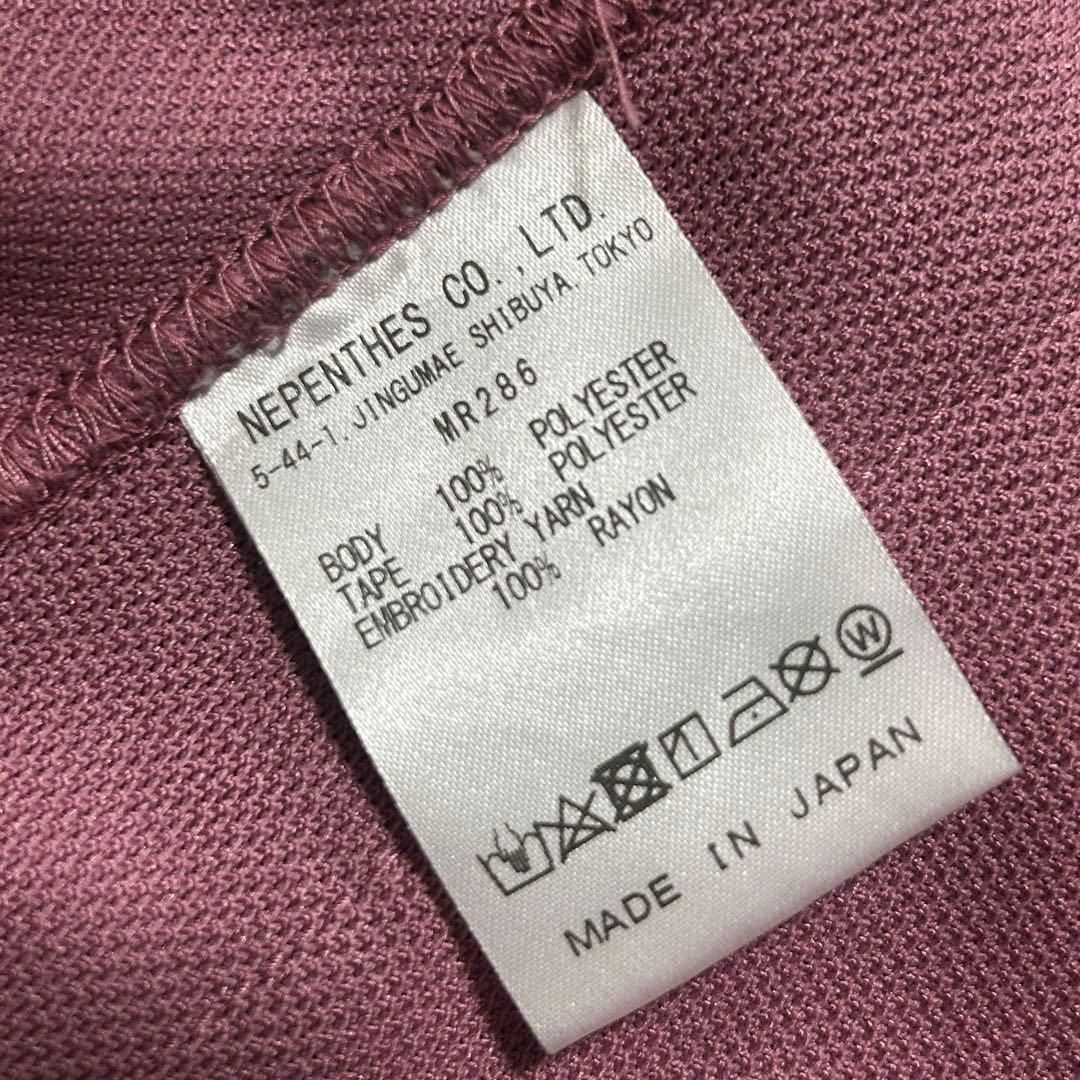 NEPENTHES CO.,LTD.
5-44-1.JINGUMAE SHIBUYA.TOKYO
MR286
BODY 100% POLYESTER
TAPE 100% POLYESTER
EMBROIDERY YARN
100% RAYON
W
MADE IN JAPAN